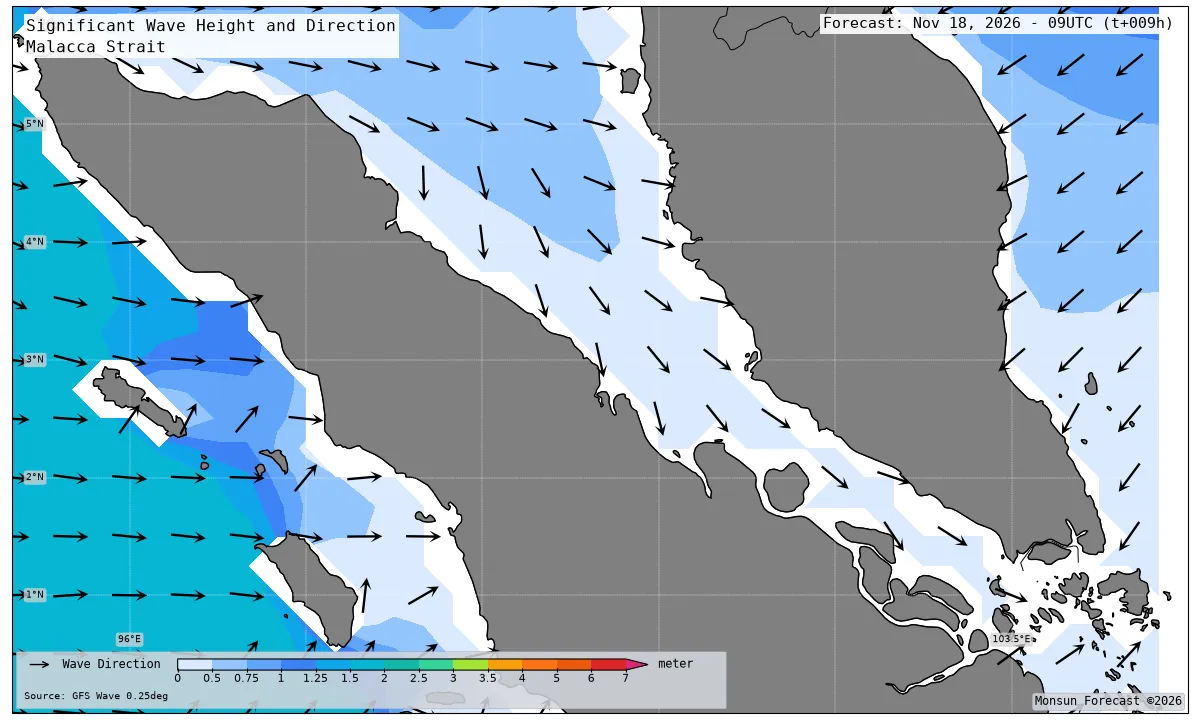 Significant Wave Height and Direction
Malacca Strait
Forecast: Nov 18, 2026 - 09UTC (t+009h)
5°N
4°N
3°N
2°N
1°N
96°E
103.5°E
Wave Direction
meter
0 0.5 0.75 1 1.25 1.5 2 2.5 3 3.5 4 5 6 7
Source: GFS Wave 0.25deg
Monsun Forecast ©2026